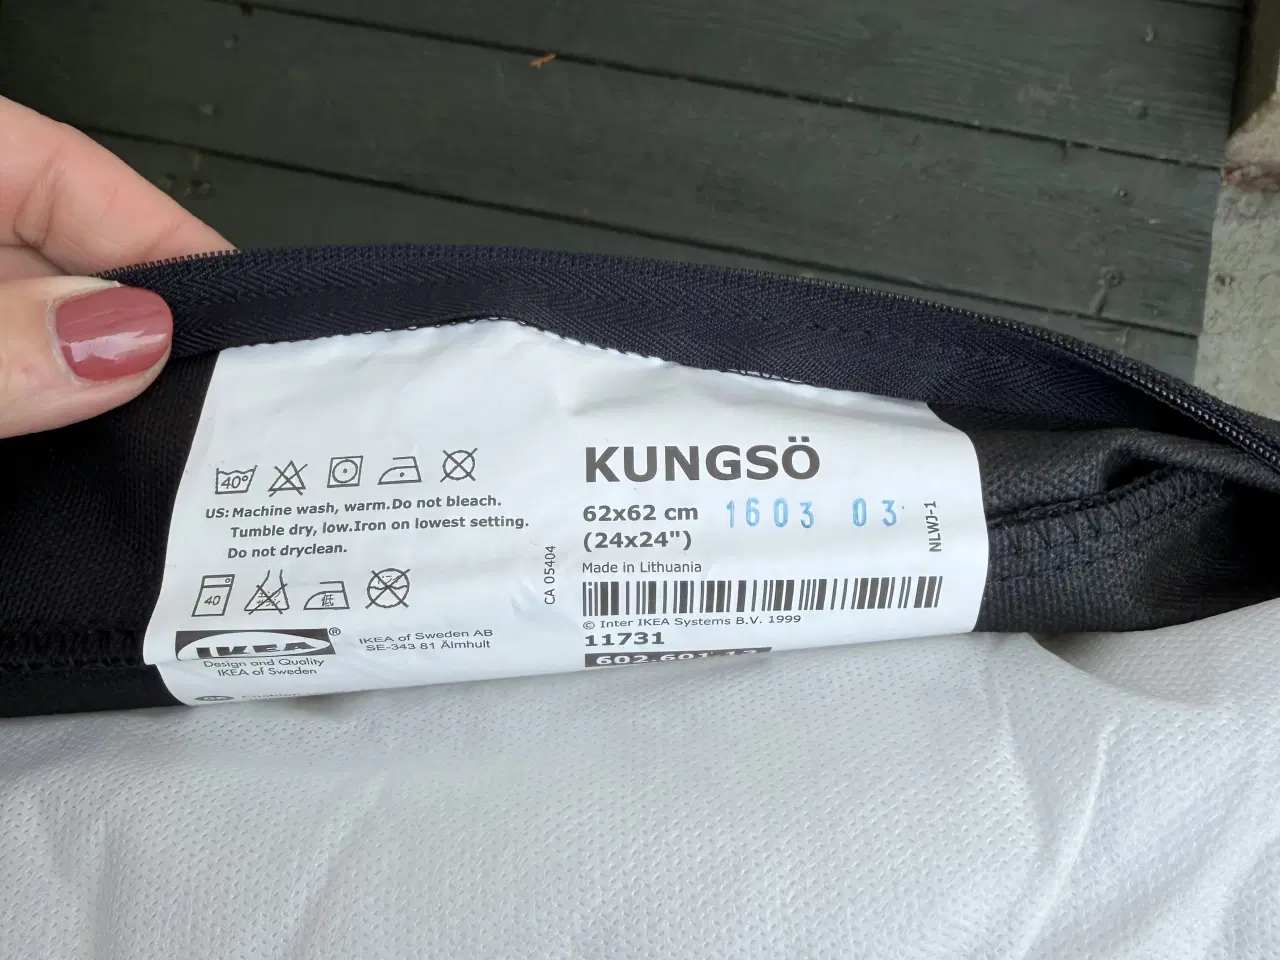 40°
US: Machine wash, warm.Do not bleach.
Tumble dry, low.Iron on lowest setting.
Do not dryclean.
40 低
IKEA ®
Design and Quality
IKEA of Sweden
IKEA of Sweden AB
SE-343 81 Älmhult
CA 05404
KUNGSÖ
62x62 cm 1603 03
(24x24")
Made in Lithuania
NLWJ-1
© Inter IKEA Systems B.V. 1999
11731